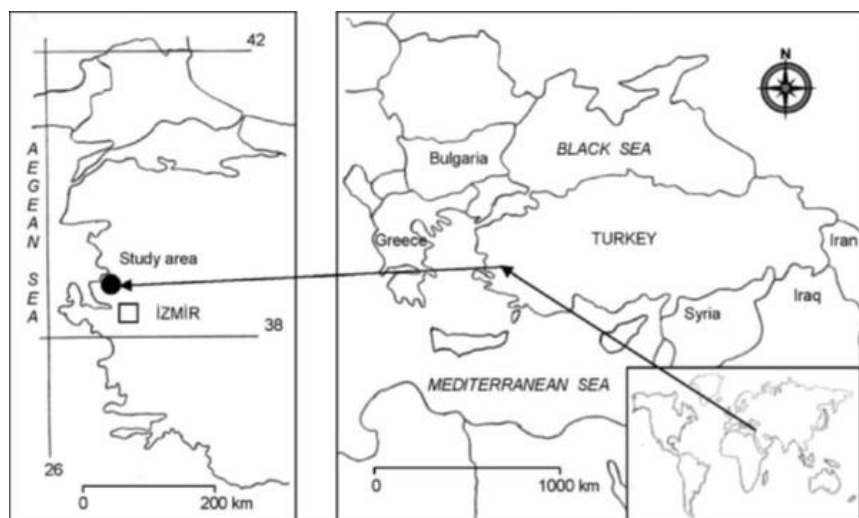 42
AEGEAN SEA
Study area
İZMİR
38
26
0 200 km
N
BLACK SEA
Bulgaria
Greece
TURKEY
Iran
Iraq
Syria
MEDITERRANEAN SEA
0 1000 km